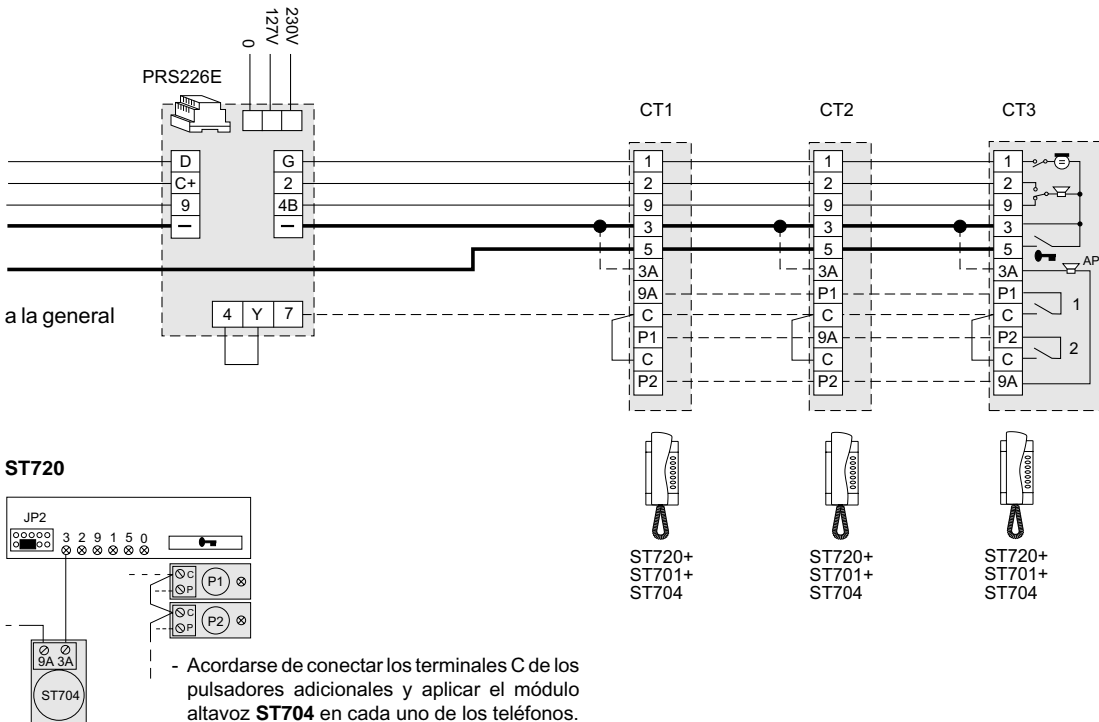 0
127V
230V
PRS226E
D G
C+ 2
9 4B
— —
4 Y 7
a la general
CT1
1
2
9
3
5
3A
9A
C
P1
C
P2
CT2
1
2
9
3
5
3A
P1
C
9A
C
P2
CT3
1
2
9
3
5
3A
P1
C
P2
C
9A
AP
1
2
ST720+
ST701+
ST704
ST720+
ST701+
ST704
ST720+
ST701+
ST704
ST720
JP2
3 2 9 1 5 0
C
P
P1
C
P
P2
9A 3A
ST704
- Acordarse de conectar los terminales C de los
pulsadores adicionales y aplicar el módulo
altavoz ST704 en cada uno de los teléfonos.